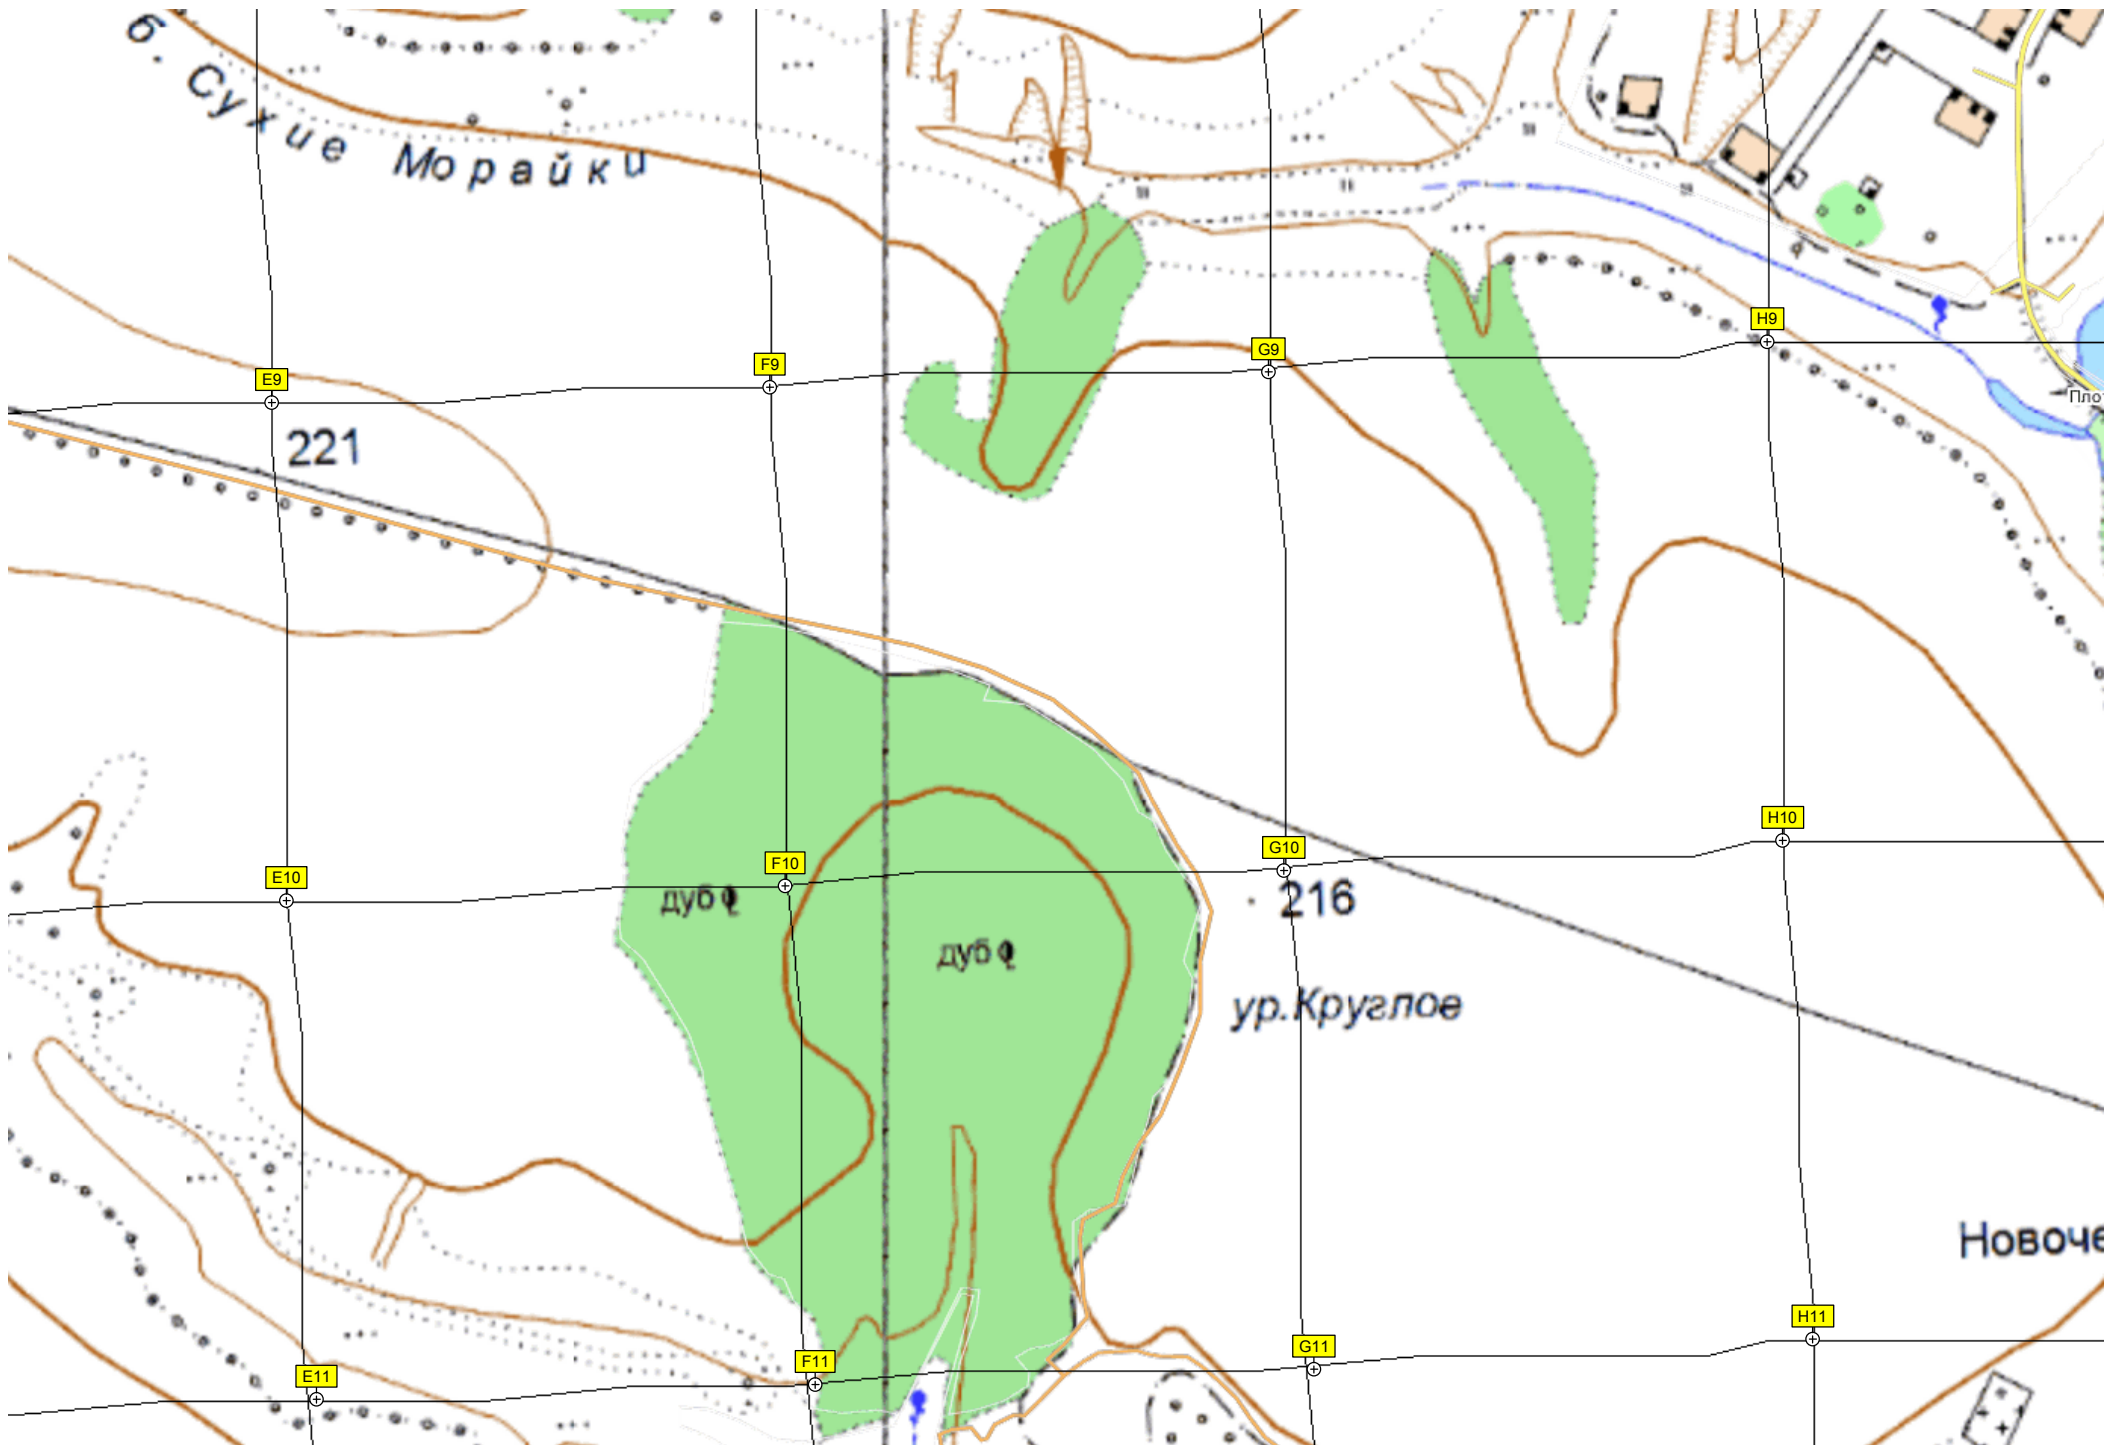 б. Сухие Морайки
H9
G9
F9
E9
Пло
221
H10
G10
F10
E10
дуб
216
дуб
ур.Круглое
Новоче
H11
G11
F11
E11